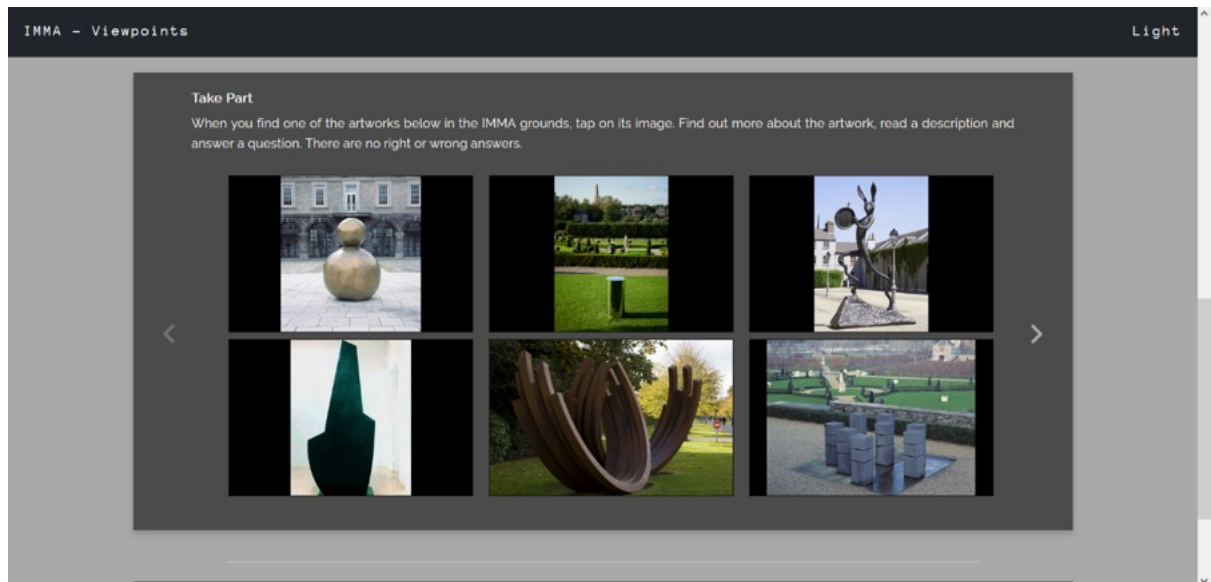 IMMA – Viewpoints
Light
Take Part
When you find one of the artworks below in the IMMA grounds, tap on its image. Find out more about the artwork, read a description and
answer a question. There are no right or wrong answers.